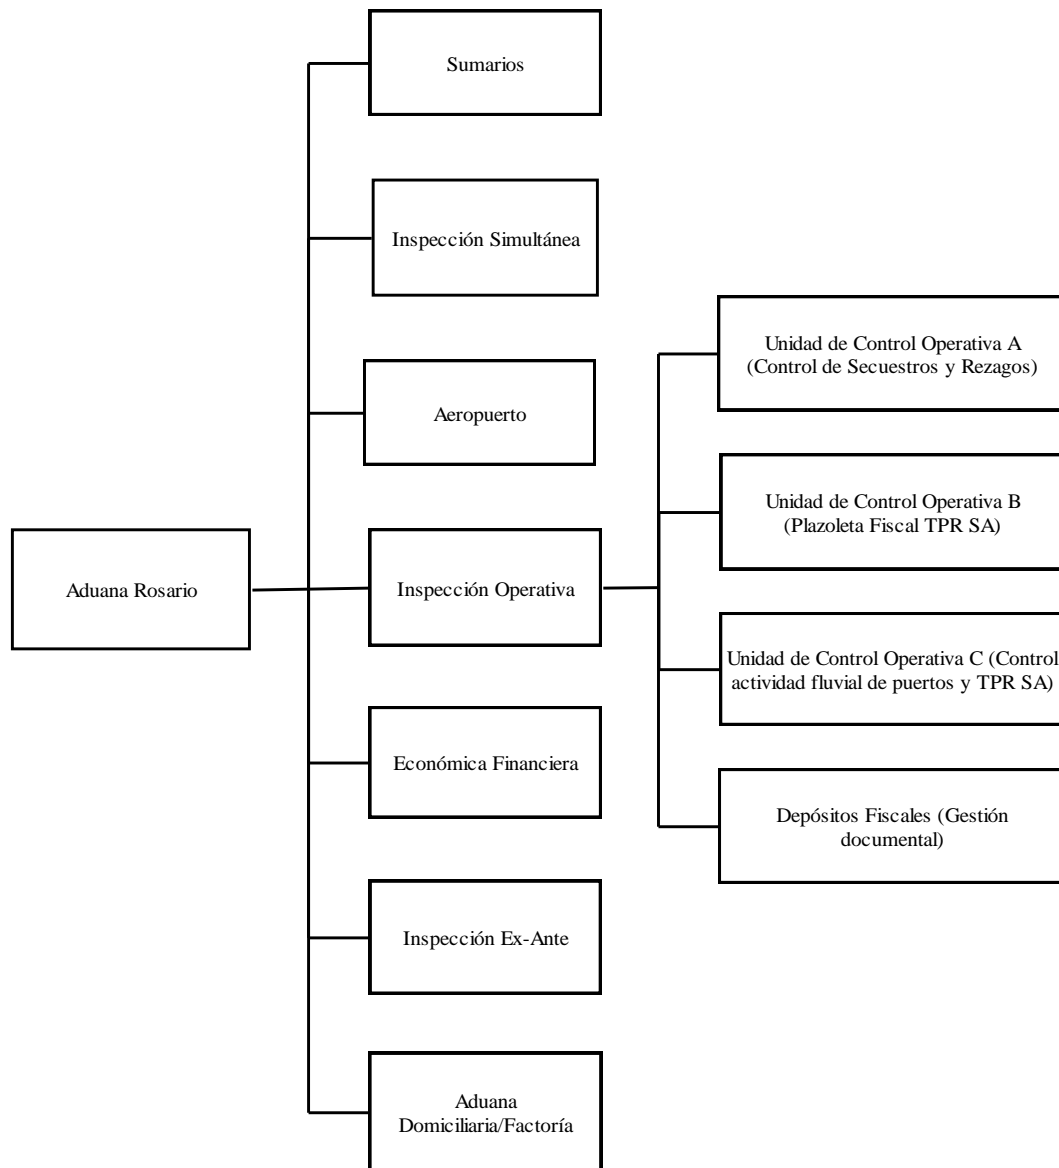 Sumarios
Inspección Simultánea
Aeropuerto
Aduana Rosario
Inspección Operativa
Económica Financiera
Inspección Ex-Ante
Aduana
Domiciliaria/Factoría
Unidad de Control Operativa A
(Control de Secuestros y Rezagos)
Unidad de Control Operativa B
(Plazoleta Fiscal TPR SA)
Unidad de Control Operativa C (Control
actividad fluvial de puertos y TPR SA)
Depósitos Fiscales (Gestión
documental)